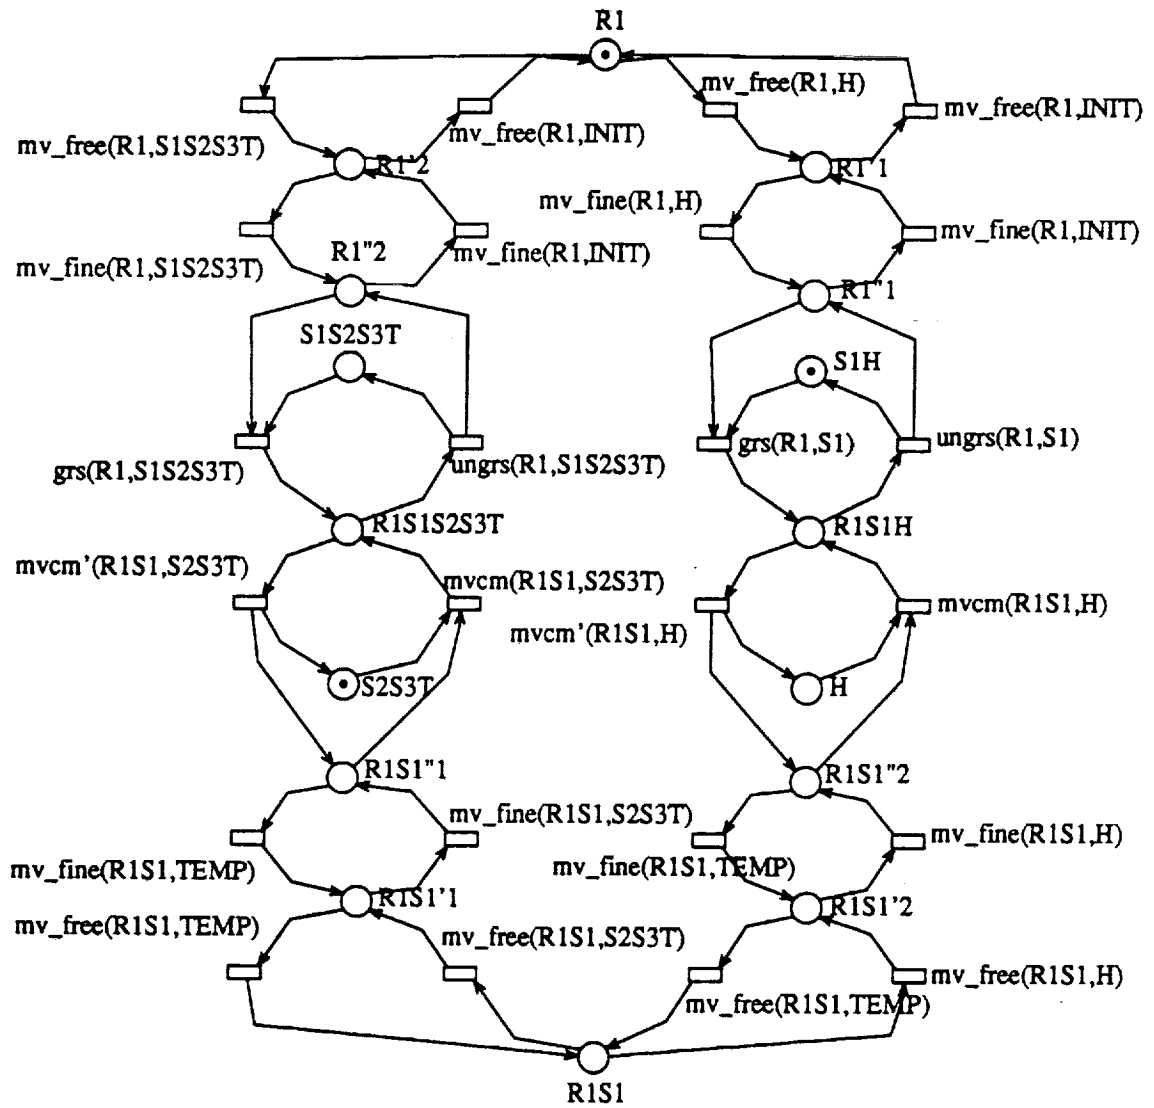 R1
mv_free(R1,H)
mv_free(R1,INIT)
mv_free(R1,INIT)
mv_free(R1,S1S2S3T)
R1'2
R1'1
mv_fine(R1,H)
mv_fine(R1,INIT)
R1"2
mv_fine(R1,INIT)
mv_fine(R1,S1S2S3T)
R1"1
S1S2S3T
S1H
grs(R1,S1)
ungrs(R1,S1)
grs(R1,S1S2S3T)
ungrs(R1,S1S2S3T)
R1S1S2S3T
R1S1H
mvcm'(R1S1,S2S3T)
mvcm(R1S1,S2S3T)
mvcm(R1S1,H)
mvcm'(R1S1,H)
S2S3T
H
R1S1"1
R1S1"2
mv_fine(R1S1,S2S3T)
mv_fine(R1S1,H)
mv_fine(R1S1,TEMP)
mv_fine(R1S1,TEMP)
R1S1'1
R1S1'2
mv_free(R1S1,TEMP)
mv_free(R1S1,S2S3T)
mv_free(R1S1,H)
mv_free(R1S1,TEMP)
R1S1